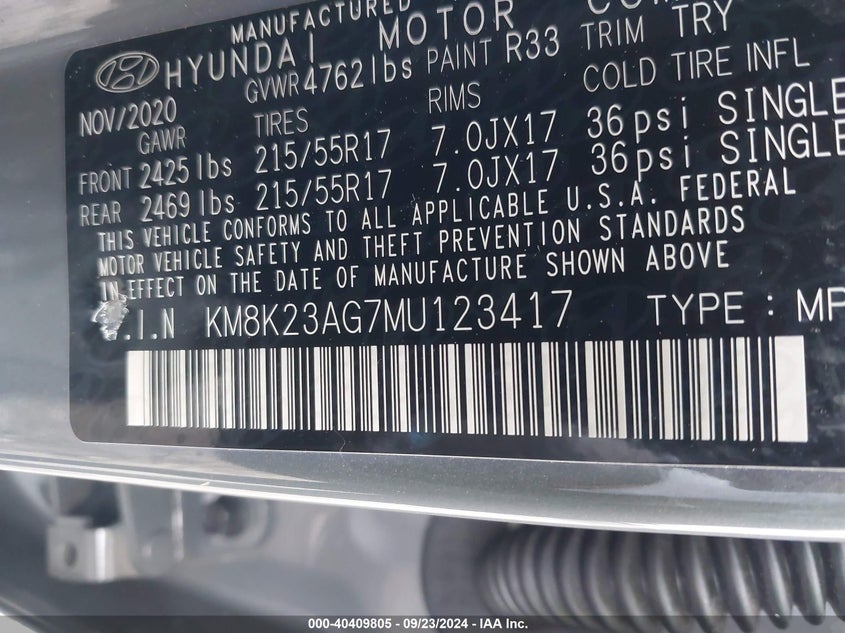 MANUFACTURED
HYUNDAI MOTOR
NOV/2020 GVWR 4762 lbs PAINT R33 TRIM TRY
GAWR TIRES RIMS COLD TIRE INFL
FRONT 2425 lbs 215/55R17 7.0JX17 36psi SINGLE
REAR 2469 lbs 215/55R17 7.0JX17 36psi SINGLE
THIS VEHICLE CONFORMS TO ALL APPLICABLE U.S.A. FEDERAL
MOTOR VEHICLE SAFETY AND THEFT PREVENTION STANDARDS
IN EFFECT ON THE DATE OF MANUFACTURE SHOWN ABOVE
V.I.N KM8K23AG7MU123417 TYPE : MP
000-40409805 - 09/23/2024 - IAA Inc.